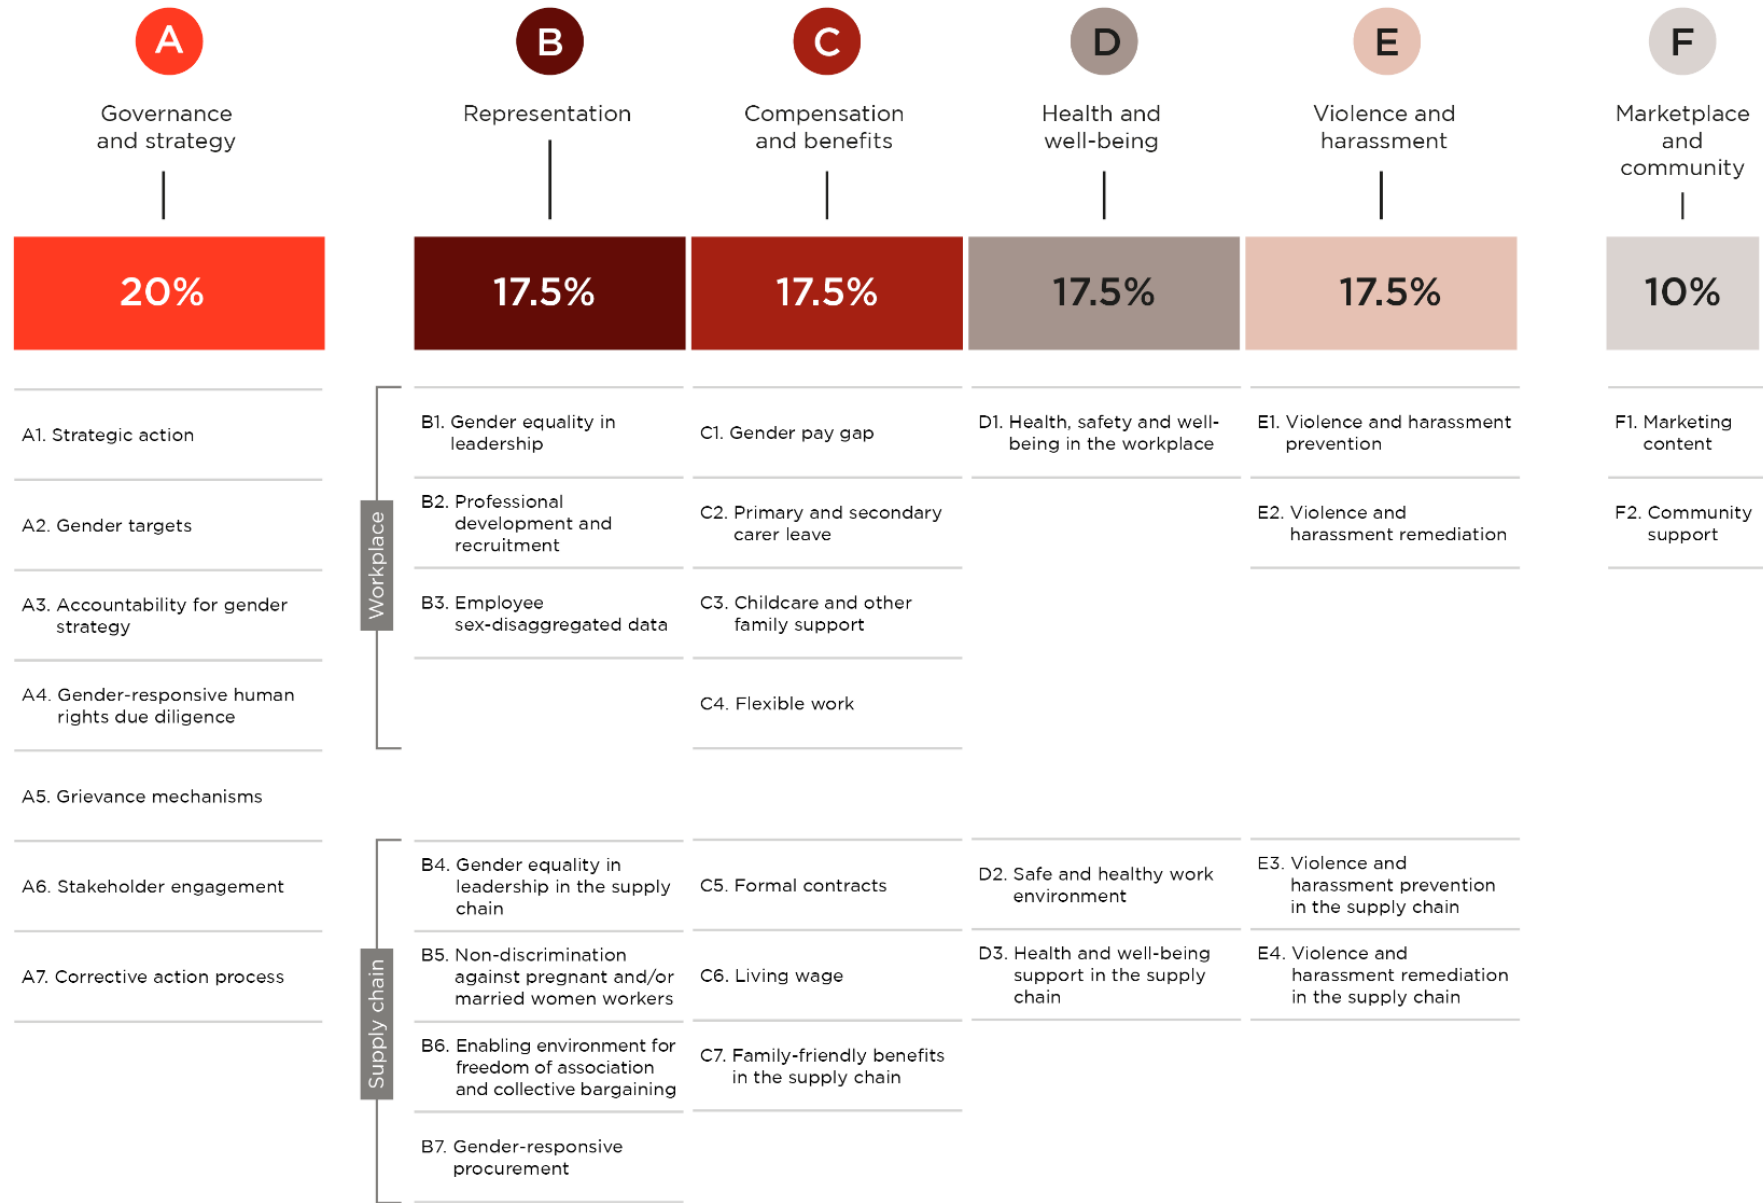 A
Governance
and strategy
20%
A1. Strategic action
A2. Gender targets
A3. Accountability for gender
strategy
A4. Gender-responsive human
rights due diligence
A5. Grievance mechanisms
A6. Stakeholder engagement
A7. Corrective action process
Workplace
Supply chain
B
Representation
17.5%
B1. Gender equality in
leadership
B2. Professional
development and
recruitment
B3. Employee
sex-disaggregated data
B4. Gender equality in
leadership in the supply
chain
B5. Non-discrimination
against pregnant and/or
married women workers
B6. Enabling environment for
freedom of association
and collective bargaining
B7. Gender-responsive
procurement
C
Compensation
and benefits
17.5%
C1. Gender pay gap
C2. Primary and secondary
carer leave
C3. Childcare and other
family support
C4. Flexible work
C5. Formal contracts
C6. Living wage
C7. Family-friendly benefits
in the supply chain
D
Health and
well-being
17.5%
D1. Health, safety and well-
being in the workplace
D2. Safe and healthy work
environment
D3. Health and well-being
support in the supply
chain
E
Violence and
harassment
17.5%
E1. Violence and harassment
prevention
E2. Violence and
harassment remediation
E3. Violence and
harassment prevention
in the supply chain
E4. Violence and
harassment remediation
in the supply chain
F
Marketplace
and
community
10%
F1. Marketing
content
F2. Community
support